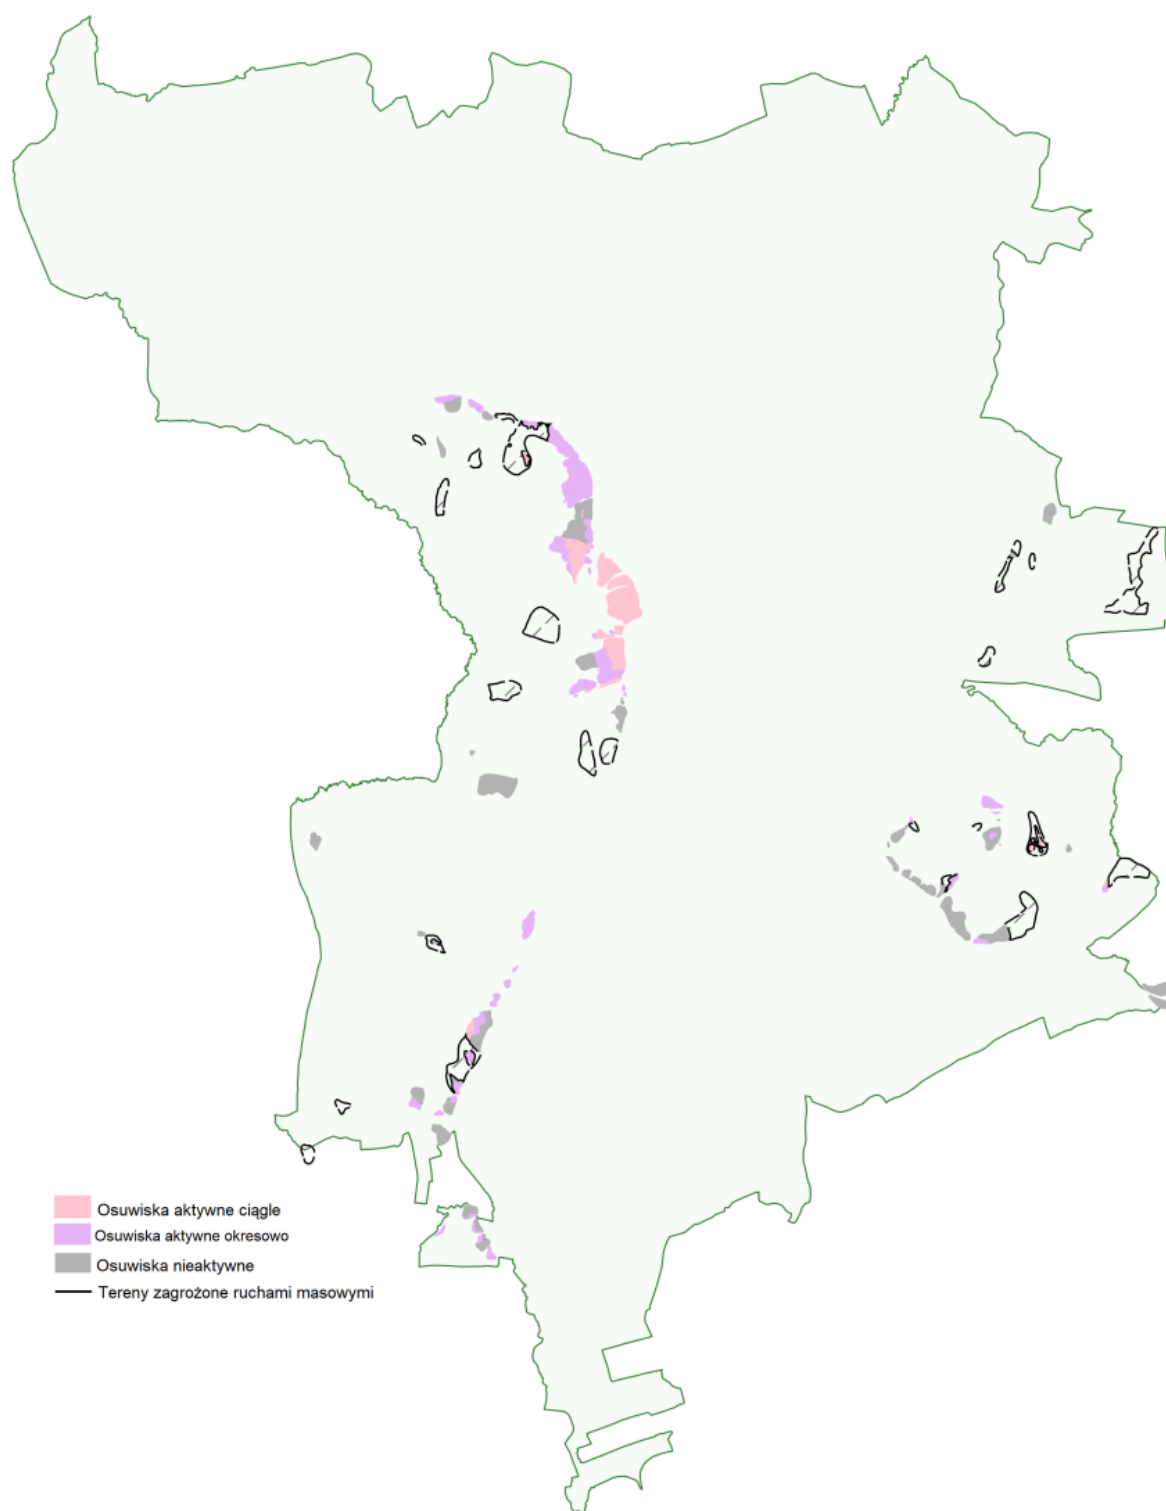 Osuwiska aktywne ciągle
Osuwiska aktywne okresowo
Osuwiska nieaktywne
Tereny zagrożone ruchami masowymi